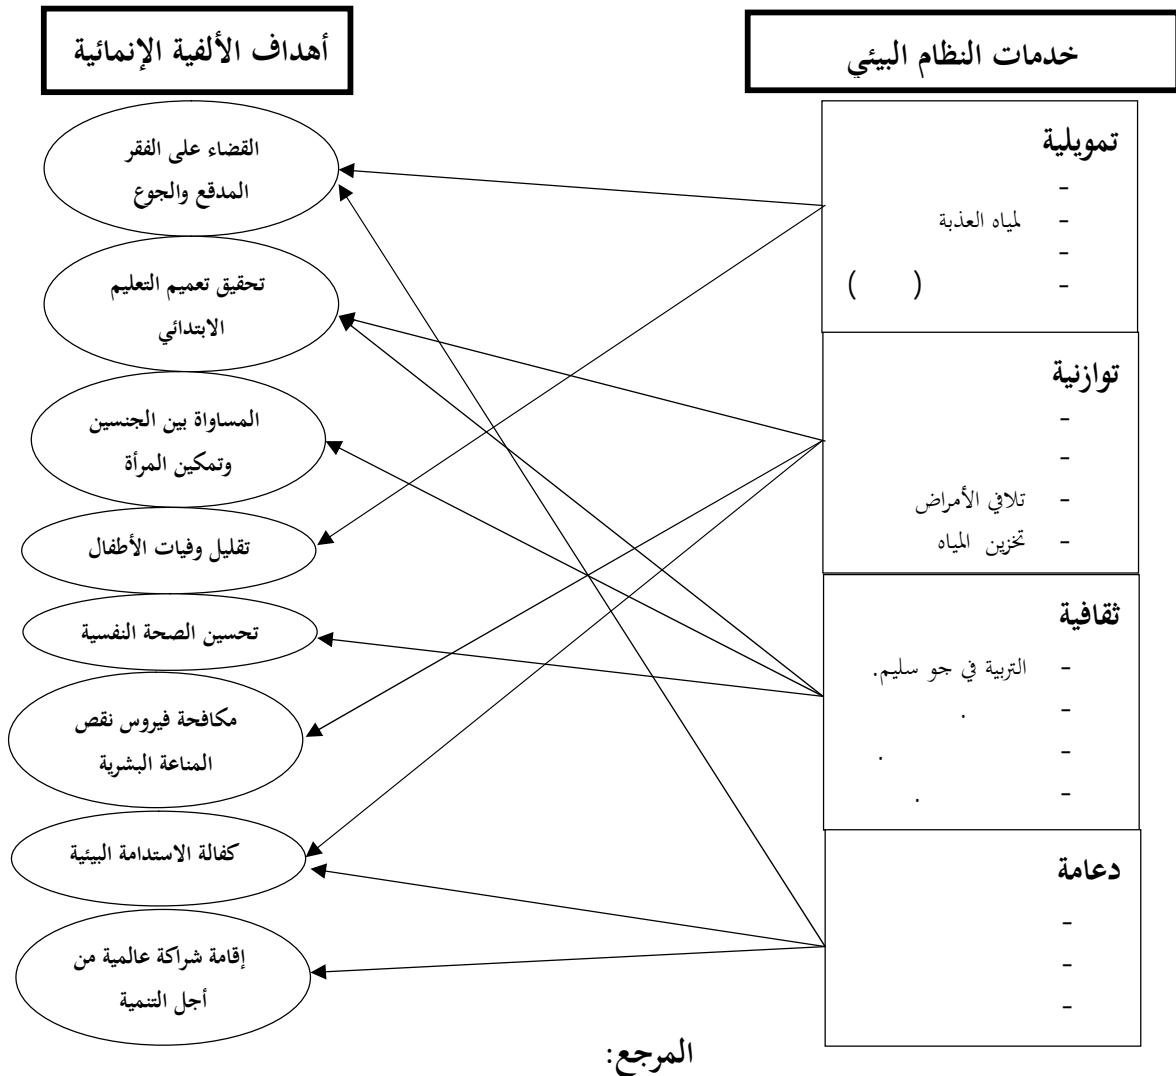 خدمات النظام البيئي
تمويلية
-
- لمياه العذبة
-
- ( )
توازنية
-
-
- تلافي الأمراض
- تخزين المياه
ثقافية
- التربية في جو سليم.
- .
- .
- .
دعامة
-
-
-
أهداف الألفية الإنمائية
القضاء على الفقر
المدقع والجوع
تحقيق تعميم التعليم
الابتدائي
المساواة بين الجنسين
وتمكين المرأة
تقليل وفيات الأطفال
تحسين الصحة النفسية
مكافحة فيروس نقص
المناعة البشرية
كفالة الاستدامة البيئية
إقامة شراكة عالمية من
أجل التنمية
المرجع: